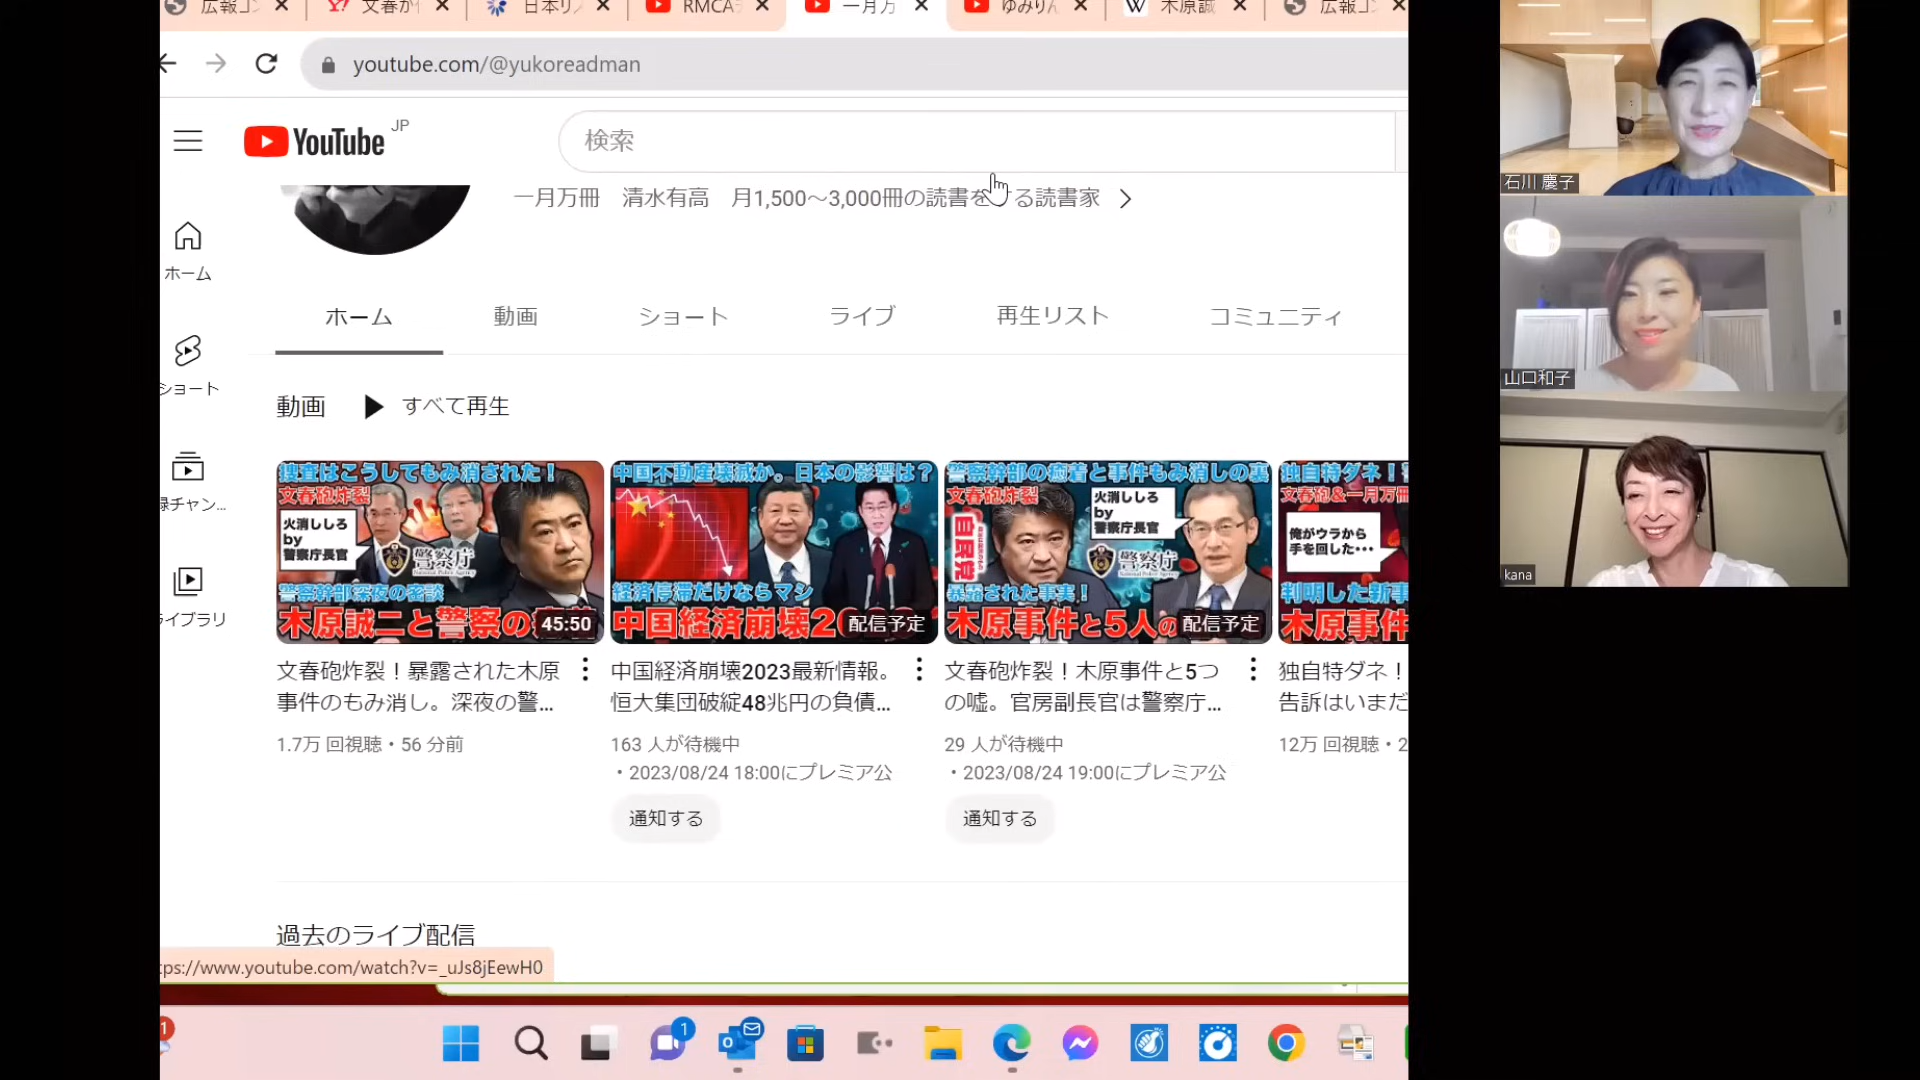 広報コン
文春が
日本リス
RMCA
一月万
ゆみりん
木原誠
広報コン
youtube.com/@yukoreadman
YouTube JP
検索
一月万冊 清水有高 月1,500〜3,000冊の読書をする読書家
ホーム
ショート
録チャン...
イブラリ
ホーム 動画 ショート ライブ 再生リスト コミュニティ
動画 すべて再生
捜査はこうしてもみ消された!
文春砲炸裂
火消ししろ
by
警察庁長官
警察庁
National Police Agency
警察幹部深夜の密談
木原誠二と警察の
45:50
文春砲炸裂!暴露された木原
事件のもみ消し。深夜の警...
1.7万 回視聴・56 分前
中国不動産壊滅か。日本の影響は?
経済停滞だけならマシ
中国経済崩壊2
配信予定
中国経済崩壊2023最新情報。
恒大集団破綻48兆円の負債...
163 人が待機中
・2023/08/24 18:00にプレミア公
通知する
警察幹部の癒着と事件もみ消しの裏
文春砲炸裂
火消ししろ
by
警察庁長官
自民党
警察庁
National Police Agency
暴露された事実!
木原事件と5人の
配信予定
文春砲炸裂!木原事件と5つ
の嘘。官房副長官は警察庁...
29 人が待機中
・2023/08/24 19:00にプレミア公
通知する
独自特ダネ!
文春砲&一月万冊
俺がウラから
手を回した・・・
判明した新事
木原事件
独自特ダネ!
告訴はいまだ
12万 回視聴・2
過去のライブ配信
tps://www.youtube.com/watch?v=_uJs8jEewH0
1
1
石川 慶子
山口和子
kana